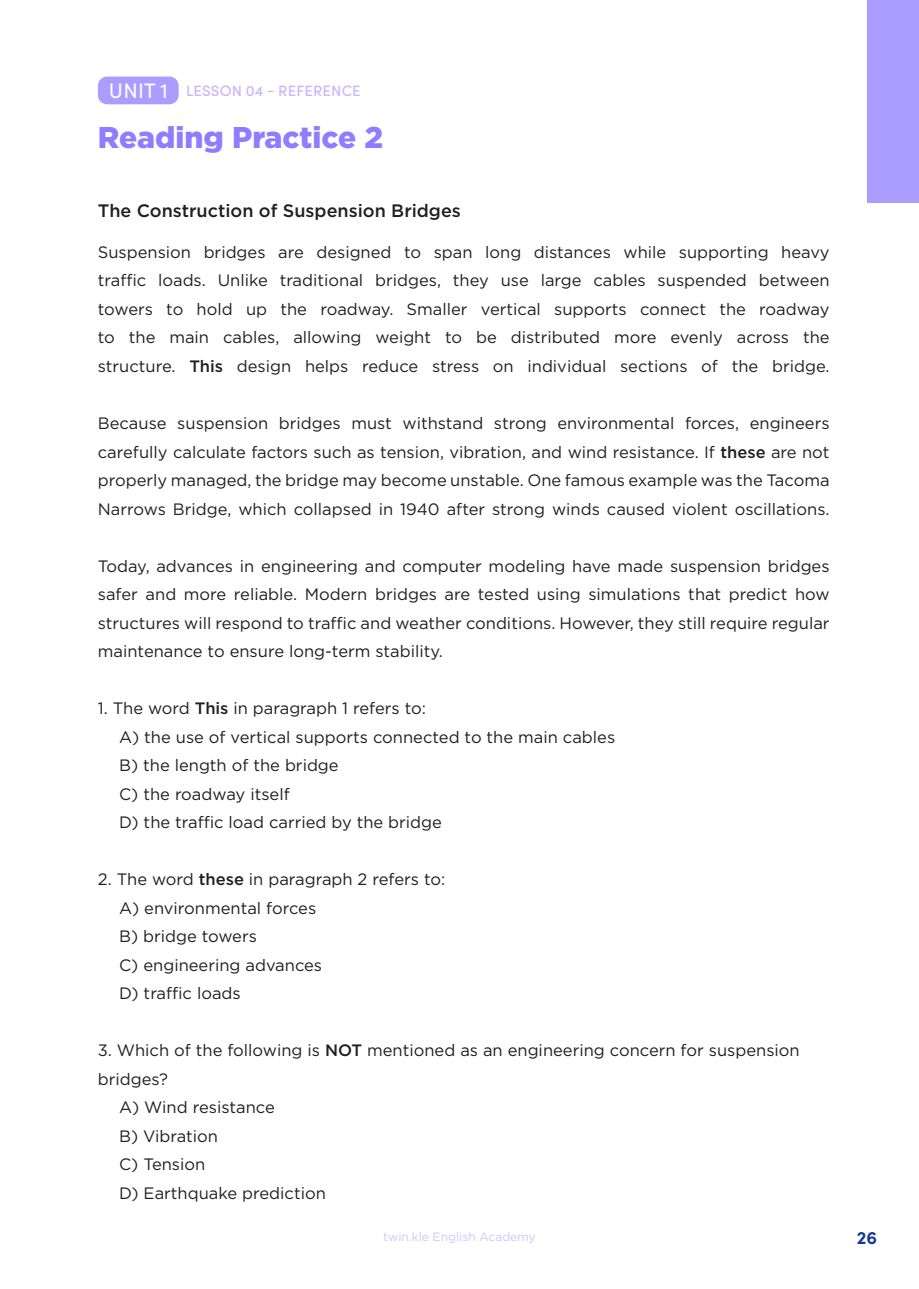 UNIT 1 LESSON 04 – REFERENCE
Reading Practice 2
The Construction of Suspension Bridges
Suspension bridges are designed to span long distances while supporting heavy
traffic loads. Unlike traditional bridges, they use large cables suspended between
towers to hold up the roadway. Smaller vertical supports connect the roadway
to the main cables, allowing weight to be distributed more evenly across the
structure. This design helps reduce stress on individual sections of the bridge.
Because suspension bridges must withstand strong environmental forces, engineers
carefully calculate factors such as tension, vibration, and wind resistance. If these are not
properly managed, the bridge may become unstable. One famous example was the Tacoma
Narrows Bridge, which collapsed in 1940 after strong winds caused violent oscillations.
Today, advances in engineering and computer modeling have made suspension bridges
safer and more reliable. Modern bridges are tested using simulations that predict how
structures will respond to traffic and weather conditions. However, they still require regular
maintenance to ensure long-term stability.
1. The word This in paragraph 1 refers to:
A) the use of vertical supports connected to the main cables
B) the length of the bridge
C) the roadway itself
D) the traffic load carried by the bridge
2. The word these in paragraph 2 refers to:
A) environmental forces
B) bridge towers
C) engineering advances
D) traffic loads
3. Which of the following is NOT mentioned as an engineering concern for suspension
bridges?
A) Wind resistance
B) Vibration
C) Tension
D) Earthquake prediction
twin.kle English Academy
26